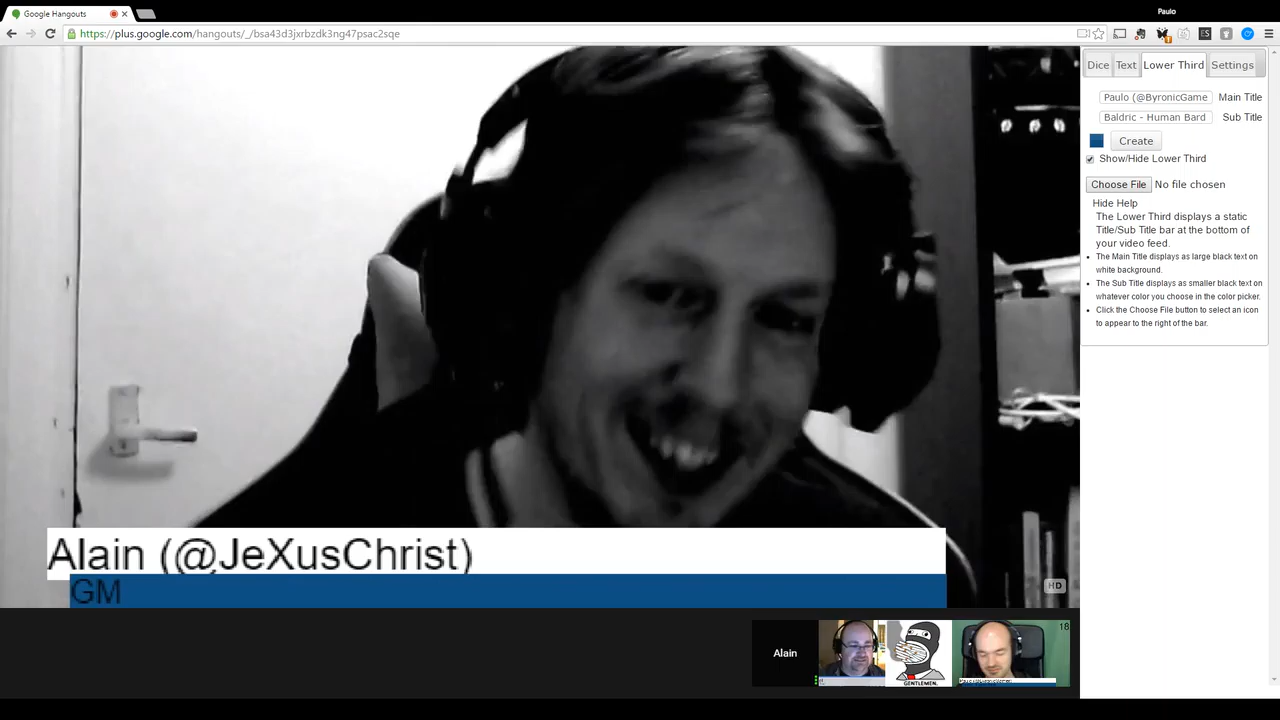 Google Hangouts
Paulo
https://plus.google.com/hangouts/_/bsa43d3jxrbzdk3ng47psac2sqe
ES
Dice Text Lower Third Settings
Paulo (@ByronicGame Main Title
Baldric - Human Bard Sub Title
Create
Show/Hide Lower Third
Choose File No file chosen
Hide Help
The Lower Third displays a static
Title/Sub Title bar at the bottom of
your video feed.
The Main Title displays as large black text on
white background.
The Sub Title displays as smaller black text on
whatever color you choose in the color picker.
Click the Choose File button to select an icon
to appear to the right of the bar.
Alain (@JeXusChrist)
GM
HD
Alain
GENTLEMEN.
18